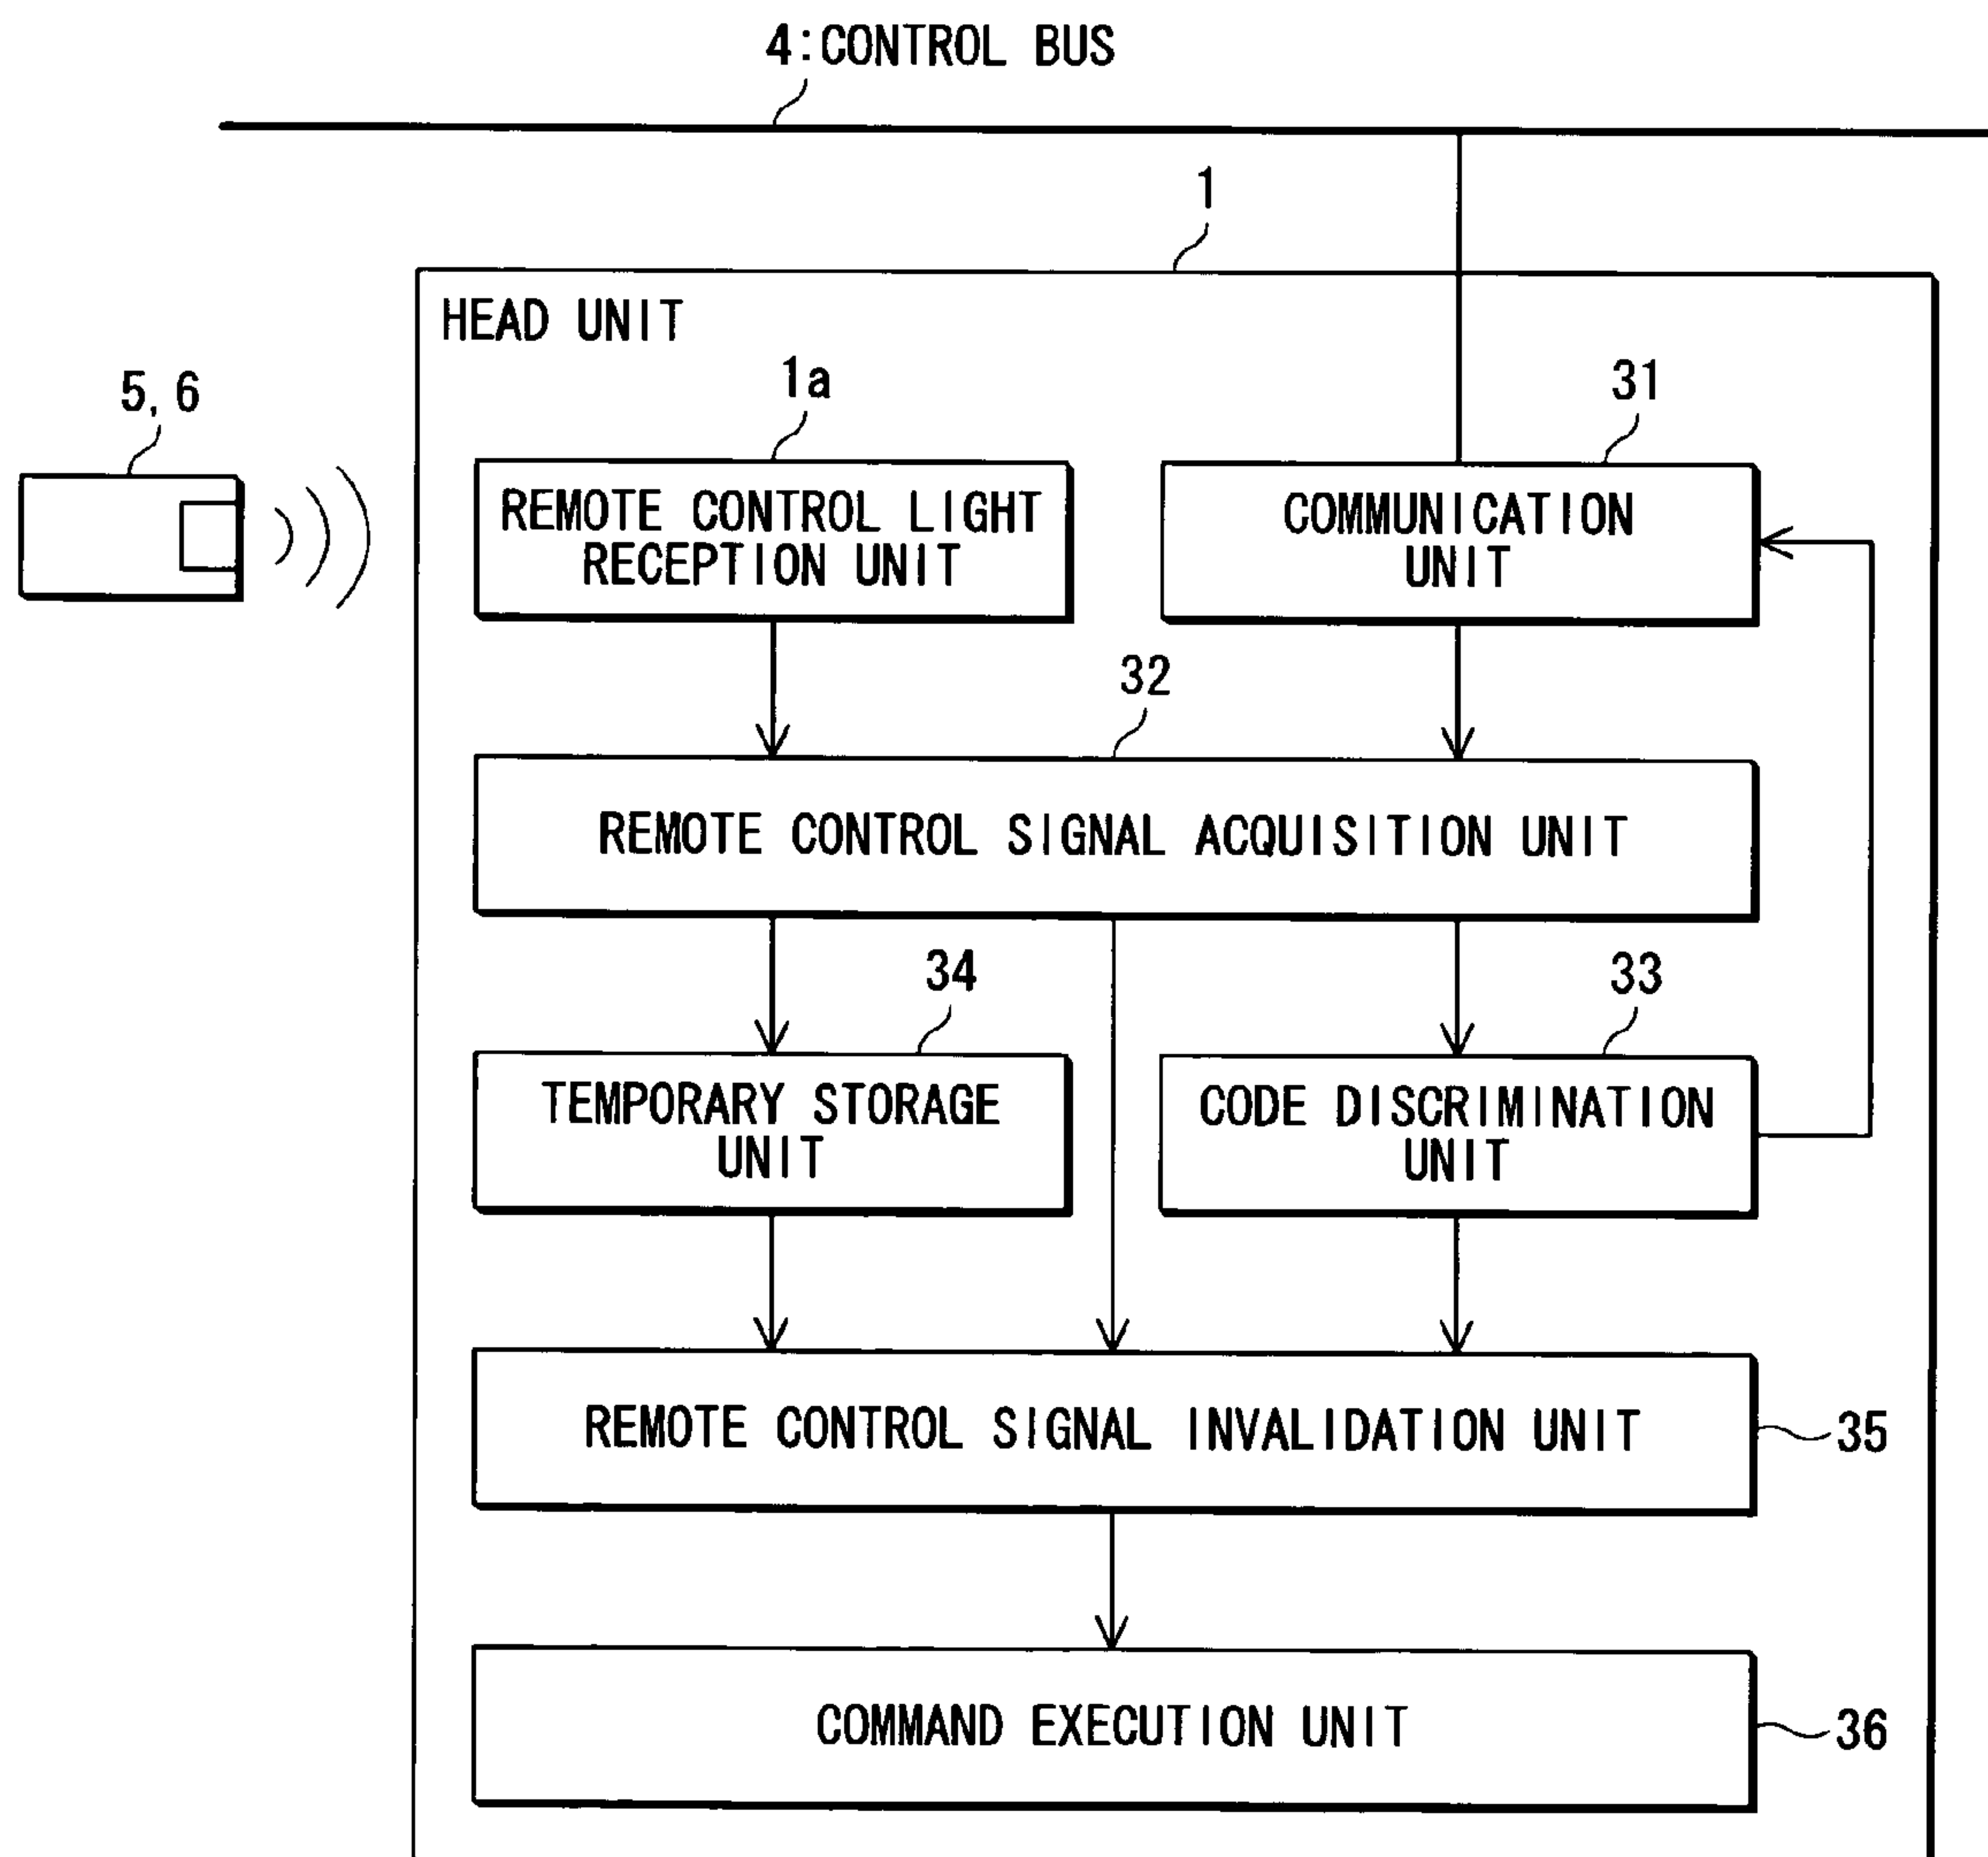 4:CONTROL BUS
1
HEAD UNIT
5, 6
1a
31
REMOTE CONTROL LIGHT
RECEPTION UNIT
COMMUNICATION
UNIT
32
REMOTE CONTROL SIGNAL ACQUISITION UNIT
34
33
TEMPORARY STORAGE
UNIT
CODE DISCRIMINATION
UNIT
REMOTE CONTROL SIGNAL INVALIDATION UNIT
35
COMMAND EXECUTION UNIT
36